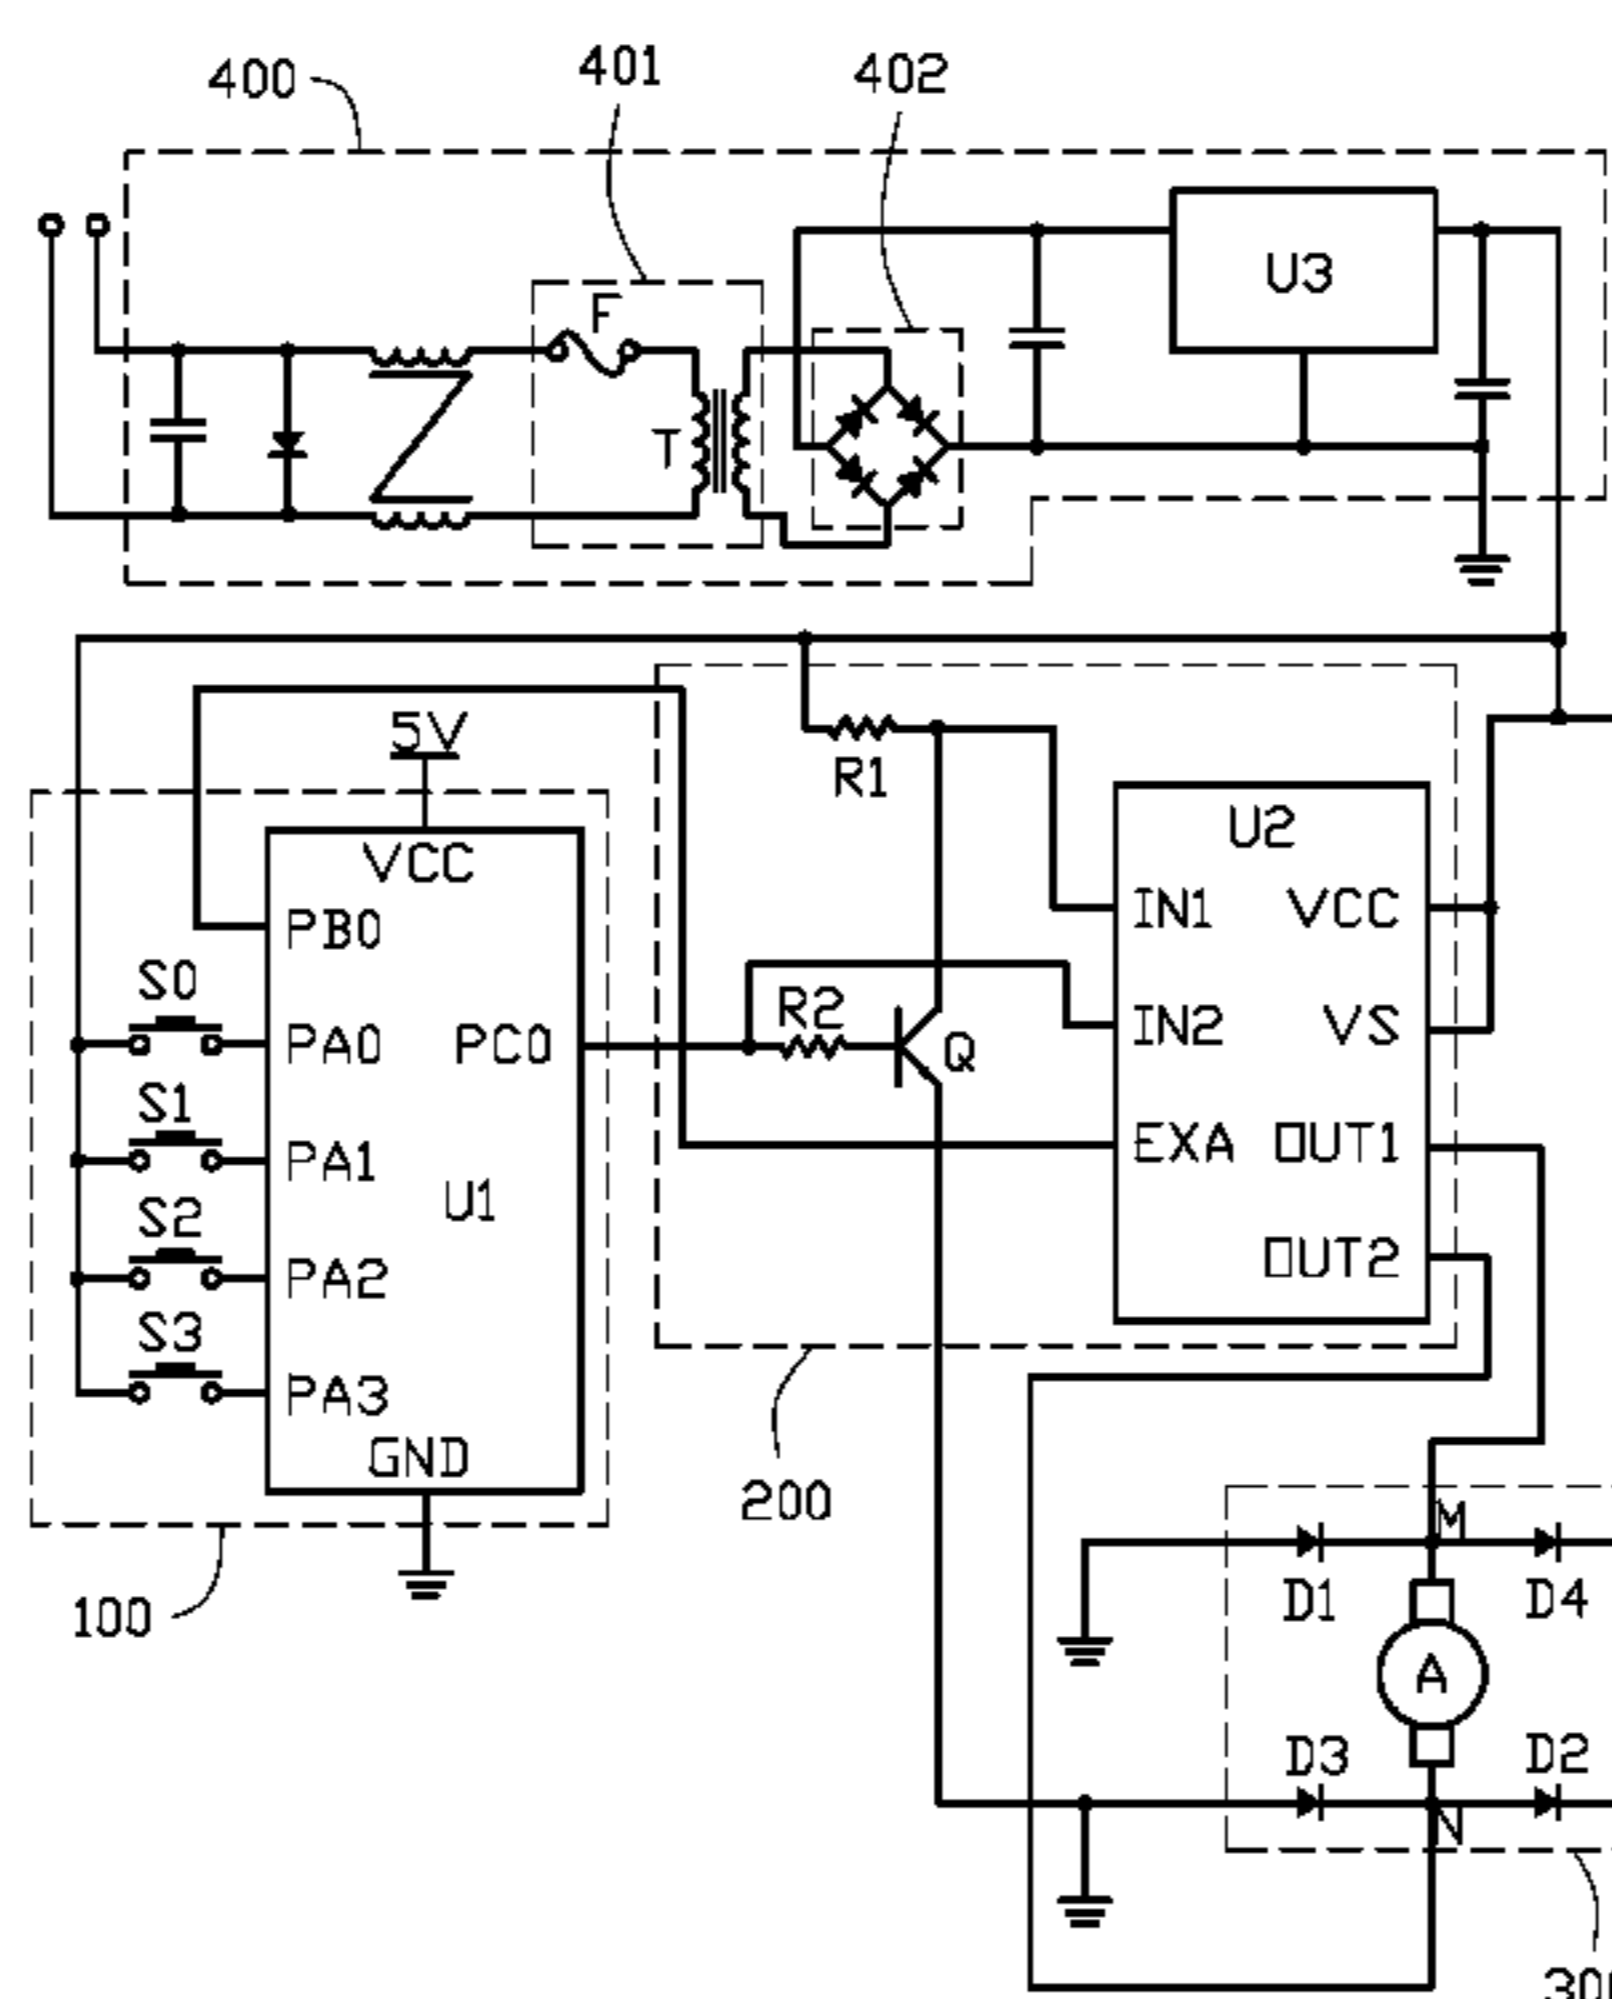 400
401
402
F
T
U3
5V
R1
VCC
U2
PB0
IN1
VCC
S0
PA0
PC0
R2
Q
IN2
VS
S1
PA1
U1
EXA
OUT1
S2
PA2
OUT2
S3
PA3
GND
200
100
M
D1
D4
A
D3
D2
N